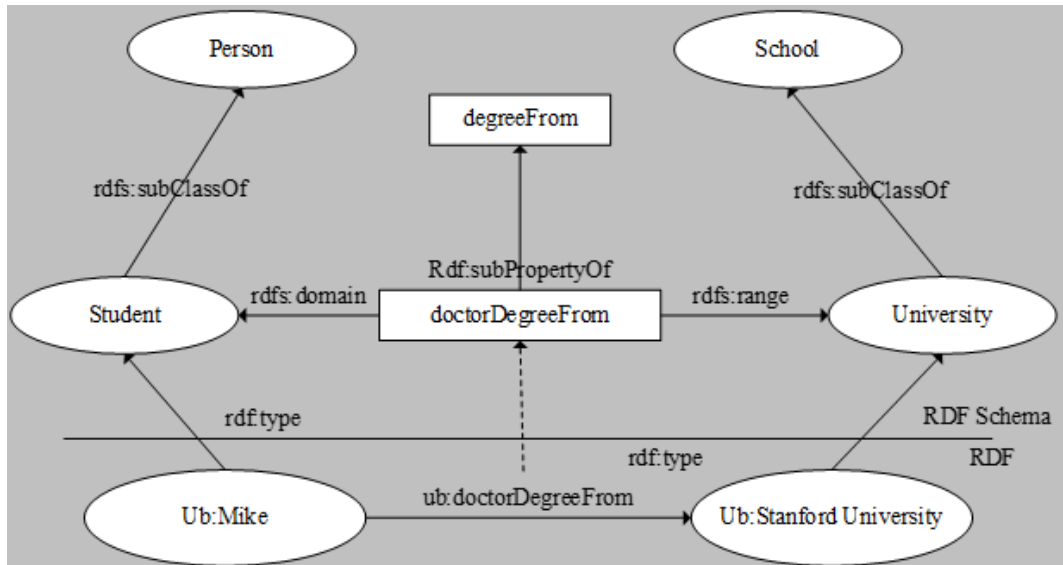 Person
School
degreeFrom
rdfs:subClassOf
rdfs:subClassOf
Rdf:subPropertyOf
rdfs:domain
rdfs:range
Student
doctorDegreeFrom
University
rdf:type
RDF Schema
rdf:type
RDF
ub:doctorDegreeFrom
Ub:Mike
Ub:Stanford University